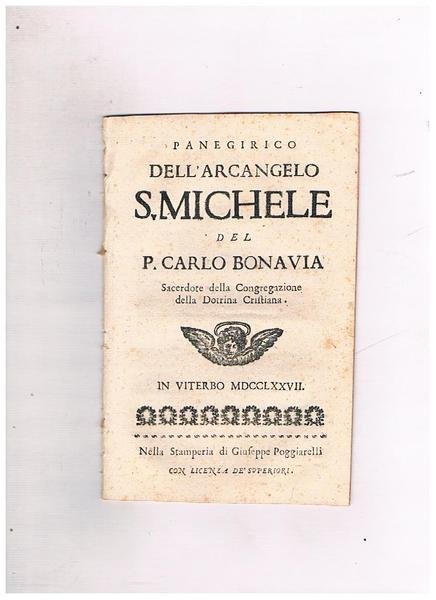 PANEGIRICO
DELL'ARCANGELO
S. MICHELE
DEL
P. CARLO BONAVIA
Sacerdote della Congregazione
della Dotrina Criſtiana.
IN VITERBO MDCCLXXVII.
Nella Stamperia di Giuſeppe Poggiarelli
CON LICENZA DE' SUPERIORI.